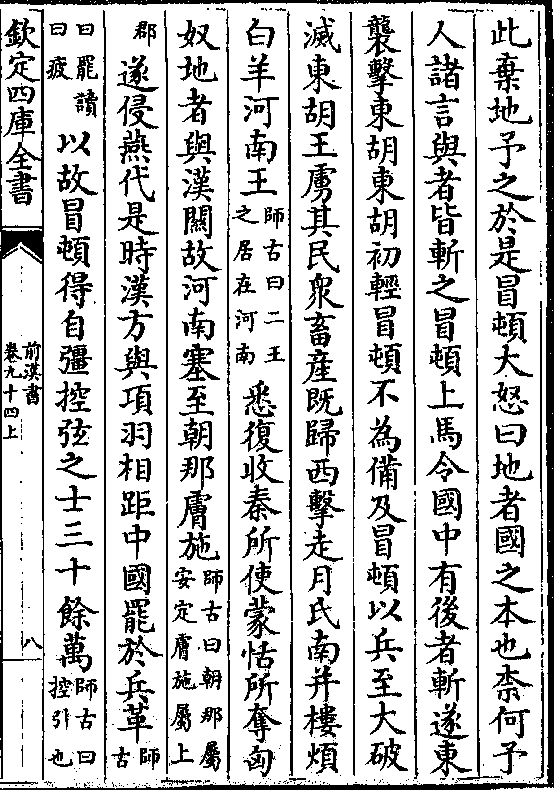 此棄地予之於是冒頓大怒曰地者國之本也柰何予
人諸言與者皆斬之冒頓上馬令國中有後者斬遂東
襲擊東胡東胡初輕冒頓不為備及冒頓以兵至大破
滅東胡王虜其民衆畜産既歸西擊走月氏南并樓煩
白羊河南王師古曰二王之居在河南悉復收秦所使蒙恬所奪匈
奴地者與漢關故河南塞至朝那膚施師古曰朝那屬安定膚施屬上
郡遂侵燕代是時漢方與項羽相距中國罷於兵革師古
曰罷讀曰疲以故冒頓得自彊控弦之士三十餘萬師古曰控引也
欽定四庫全書
前漢書
卷九十四上
八